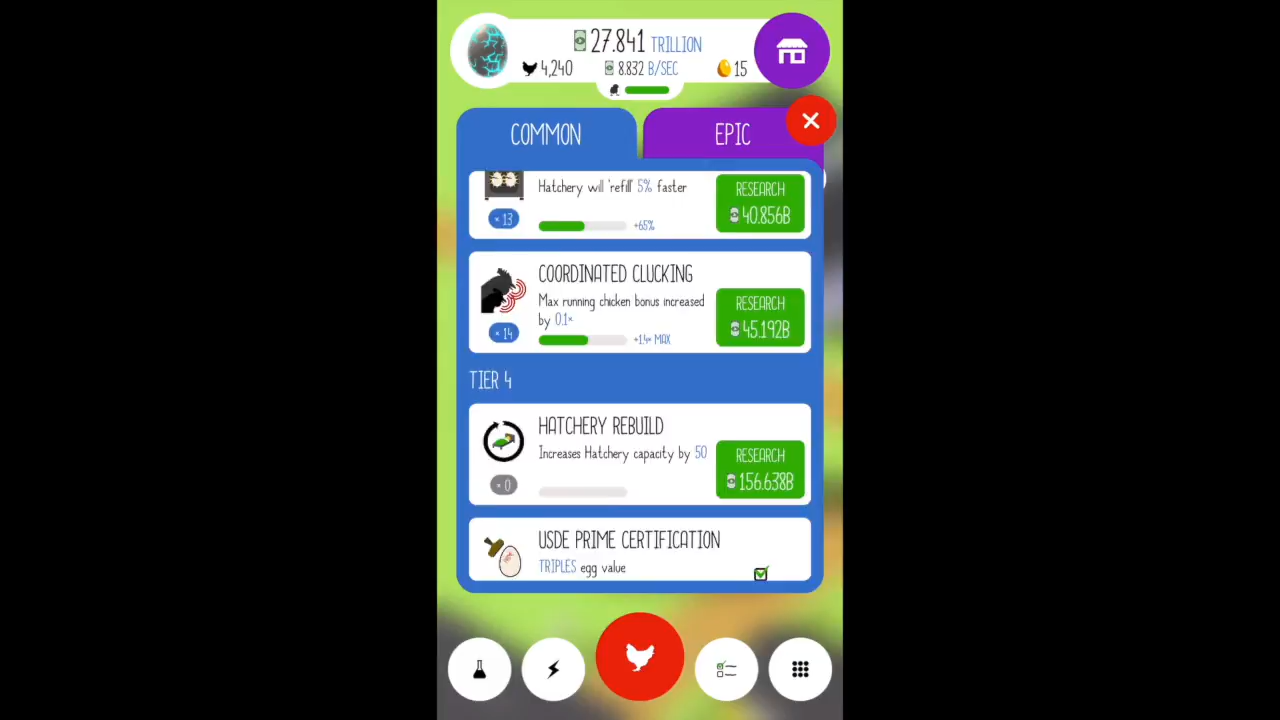 27.841 TRILLION
4,240
8.832 B/SEC
15
COMMON
EPIC
Hatchery will 'refill' 5% faster
RESEARCH
40.856B
×13
+65%
COORDINATED CLUCKING
Max running chicken bonus increased
by 0.1×
RESEARCH
45.192B
×14
+1.4× MAX
TIER 4
HATCHERY REBUILD
Increases Hatchery capacity by 50
RESEARCH
156.638B
×0
USDE PRIME CERTIFICATION
TRIPLES egg value